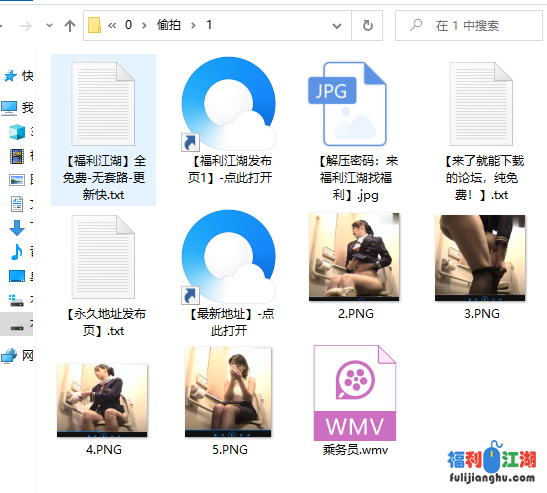 « 0 › 偷拍 › 1
在 1 中搜索
快
我
3
网
【福利江湖】全
免费-无套路-更
新快.txt
【福利江湖发布
页1】-点此打开
JPG
【解压密码：来
福利江湖找福
利】.jpg
【来了就能下载
的论坛，纯免
费！】.txt
【永久地址发布
页】.txt
【最新地址】-点
此打开
2.PNG
3.PNG
4.PNG
5.PNG
WMV
乘务员.wmv
福利江湖
fulijianghu.com